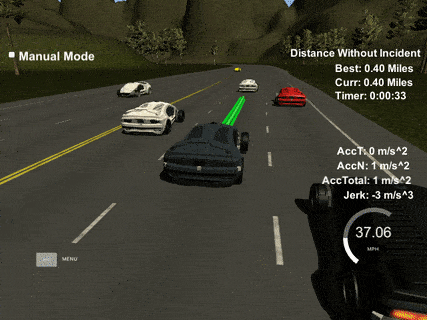 Manual Mode
Distance Without Incident
Best: 0.40 Miles
Curr: 0.40 Miles
Timer: 0:00:33
AccT: 0 m/s^2
AccN: 1 m/s^2
AccTotal: 1 m/s^2
Jerk: -3 m/s^3
37.06
MPH
MENU